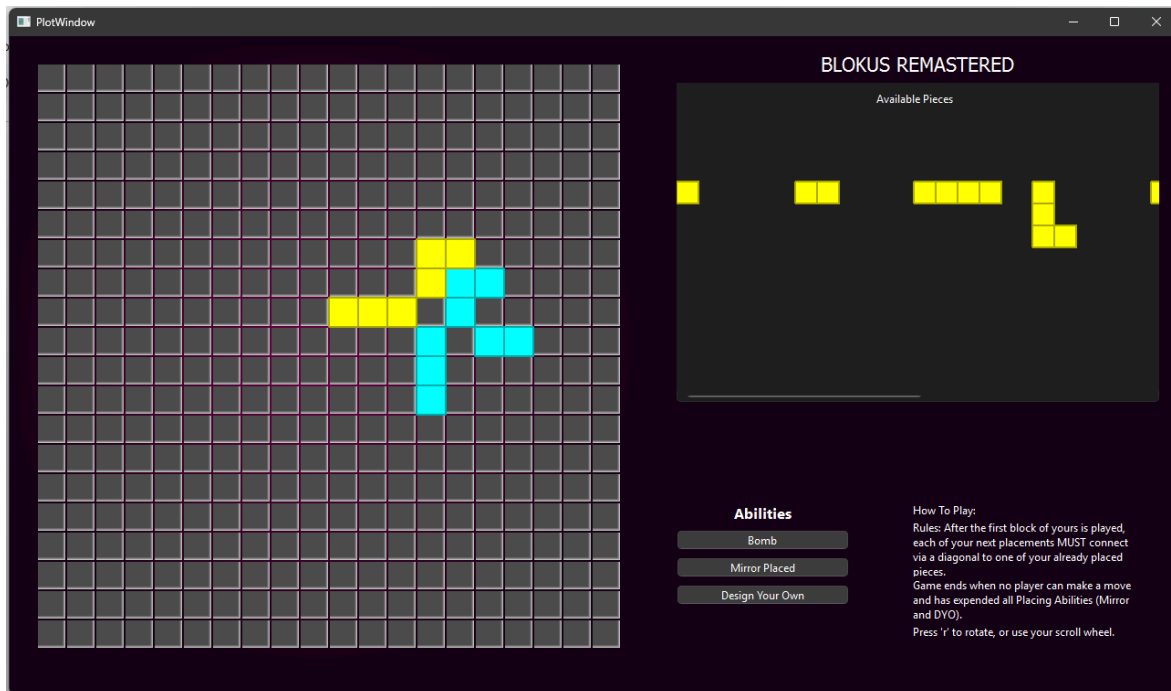 PlotWindow
BLOKUS REMASTERED
Available Pieces
Abilities
Bomb
Mirror Placed
Design Your Own
How To Play:
Rules: After the first block of yours is played,
each of your next placements MUST connect
via a diagonal to one of your already placed
pieces.
Game ends when no player can make a move
and has expended all Placing Abilities (Mirror
and DYO).
Press 'r' to rotate, or use your scroll wheel.